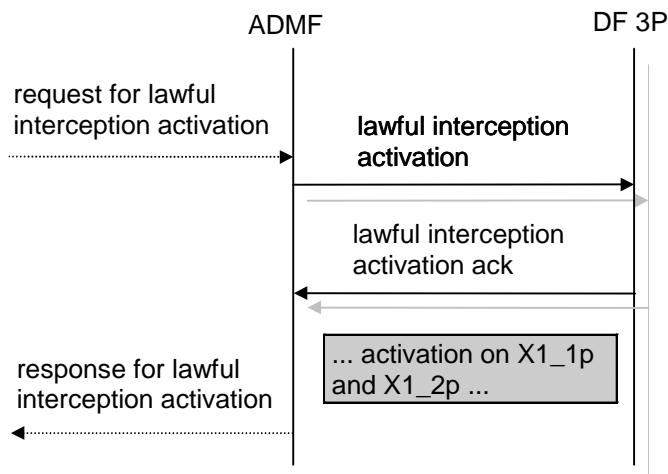 ADMF
DF 3P
request for lawful
interception activation
lawful interception
activation
lawful interception
activation ack
... activation on X1_1p
and X1_2p ...
response for lawful
interception activation